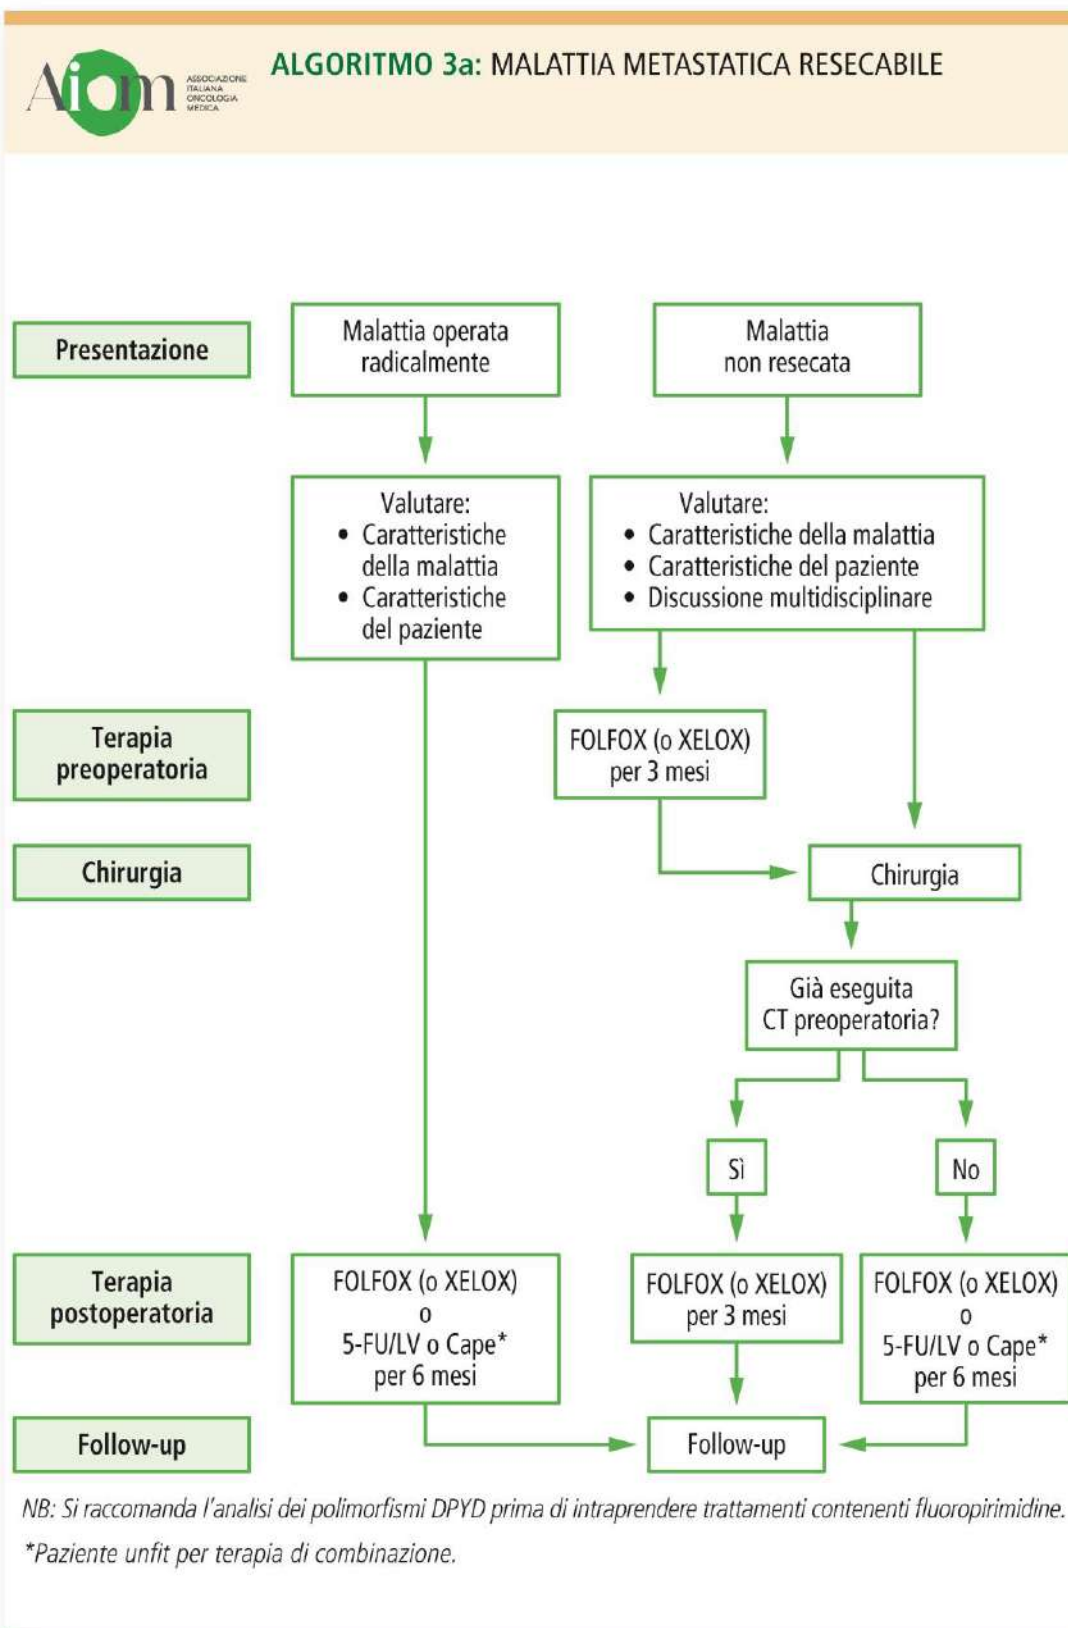 Aiom
ASSOCIAZIONE
ITALIANA
ONCOLOGIA
MEDICA
ALGORITMO 3a: MALATTIA METASTATICA RESECABILE
Presentazione
Malattia operata
radicalmente
Malattia
non resecata
Valutare:
• Caratteristiche
della malattia
• Caratteristiche
del paziente
Valutare:
• Caratteristiche della malattia
• Caratteristiche del paziente
• Discussione multidisciplinare
Terapia
preoperatoria
FOLFOX (o XELOX)
per 3 mesi
Chirurgia
Chirurgia
Già eseguita
CT preoperatoria?
Sì
No
Terapia
postoperatoria
FOLFOX (o XELOX)
o
5-FU/LV o Cape*
per 6 mesi
FOLFOX (o XELOX)
per 3 mesi
FOLFOX (o XELOX)
o
5-FU/LV o Cape*
per 6 mesi
Follow-up
Follow-up
NB: Si raccomanda l'analisi dei polimorfismi DPYD prima di intraprendere trattamenti contenenti fluoropirimidine.
*Paziente unfit per terapia di combinazione.